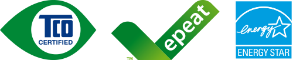 TCO
CERTIFIED
™
epeat
energy
ENERGY STAR